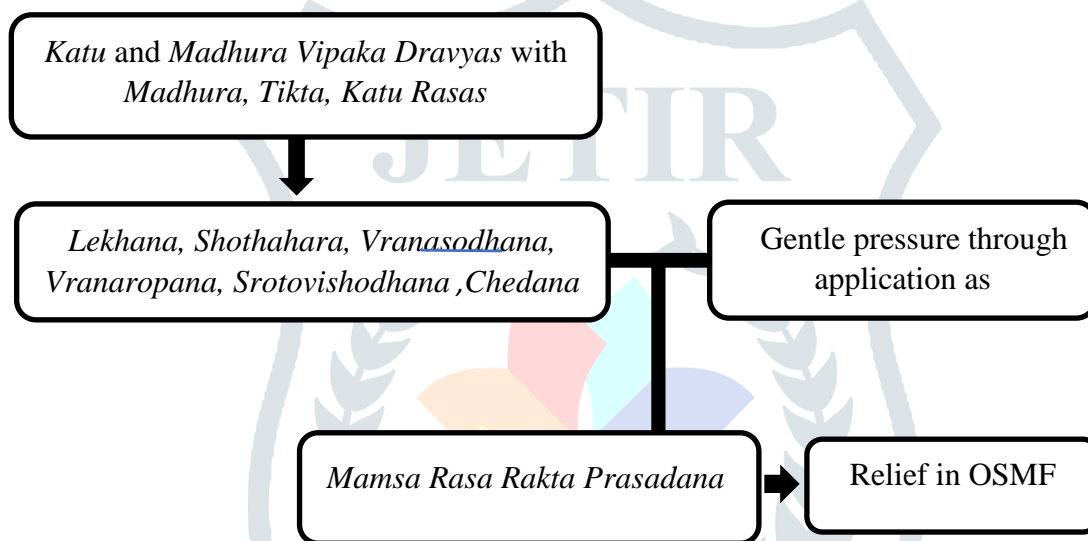 JETIR
Katu and Madhura Vipaka Dravyas with
Madhura, Tikta, Katu Rasas
Lekhana, Shothahara, Vranasodhana,
Vranaropana, Srotovishodhana ,Chedana
Gentle pressure through
application as
Mamsa Rasa Rakta Prasadana
Relief in OSMF